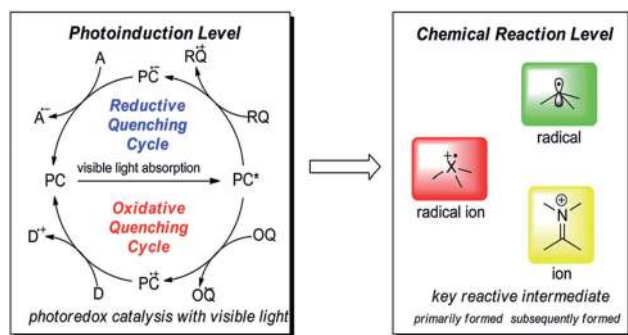 Photoinduction Level
A
RQ•+
PC•−
A•−
RQ
Reductive
Quenching
Cycle
visible light absorption
PC
PC*
Oxidative
Quenching
Cycle
D•+
OQ
D
PC•+
OQ•−
photoredox catalysis with visible light
Chemical Reaction Level
radical
+•
X
radical ion
+
N
ion
key reactive intermediate
primarily formed subsequently formed